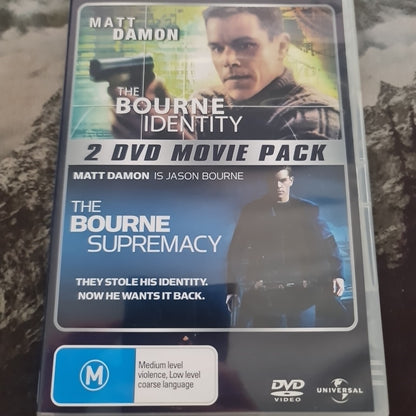 MATT
DAMON
THE
BOURNE
IDENTITY
2 DVD MOVIE PACK
MATT DAMON IS JASON BOURNE
THE
BOURNE
SUPREMACY
THEY STOLE HIS IDENTITY.
NOW HE WANTS IT BACK.
M
Medium level
violence, Low level
coarse language
DVD
VIDEO
UNIVERSAL